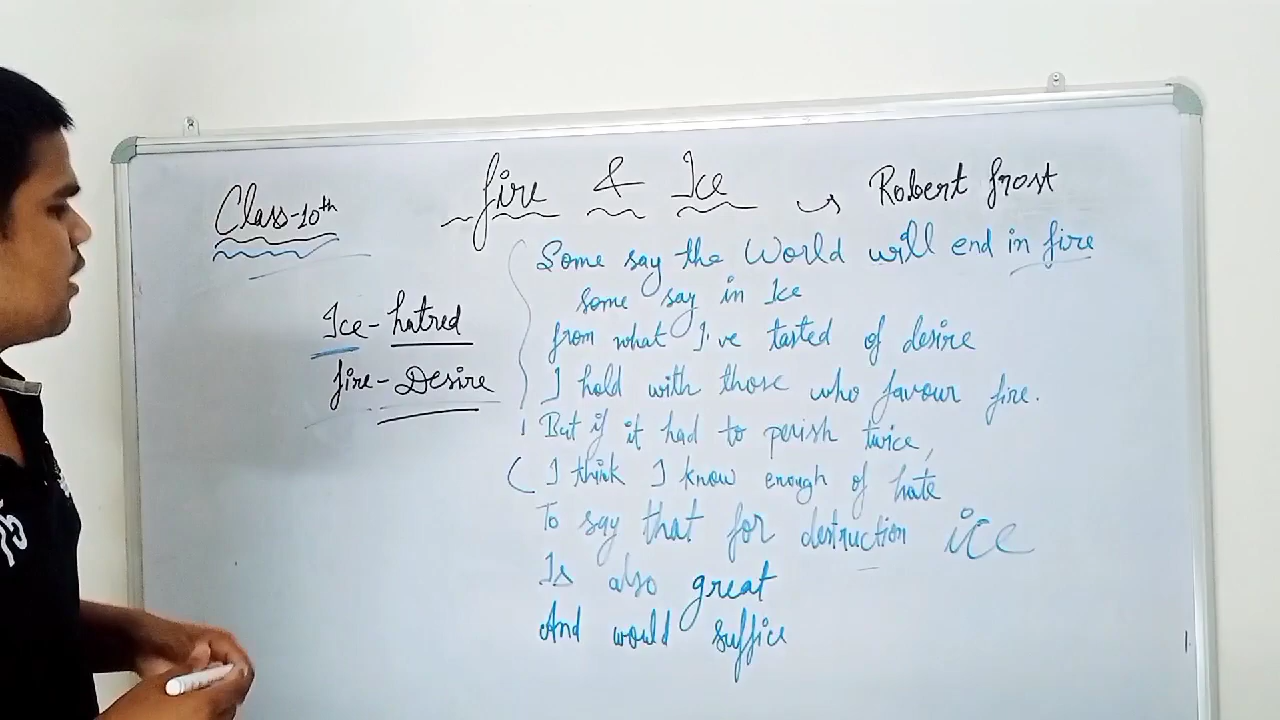 Class-10th
fire & Ice
Robert frost
Ice - hatred
fire - Desire
Some say the World will end in fire
some say in Ice
from what I've tasted of desire
I hold with those who favour fire.
But if it had to perish twice,
I think I know enough of hate
To say that for destruction ice
Is also great
And would suffice
75